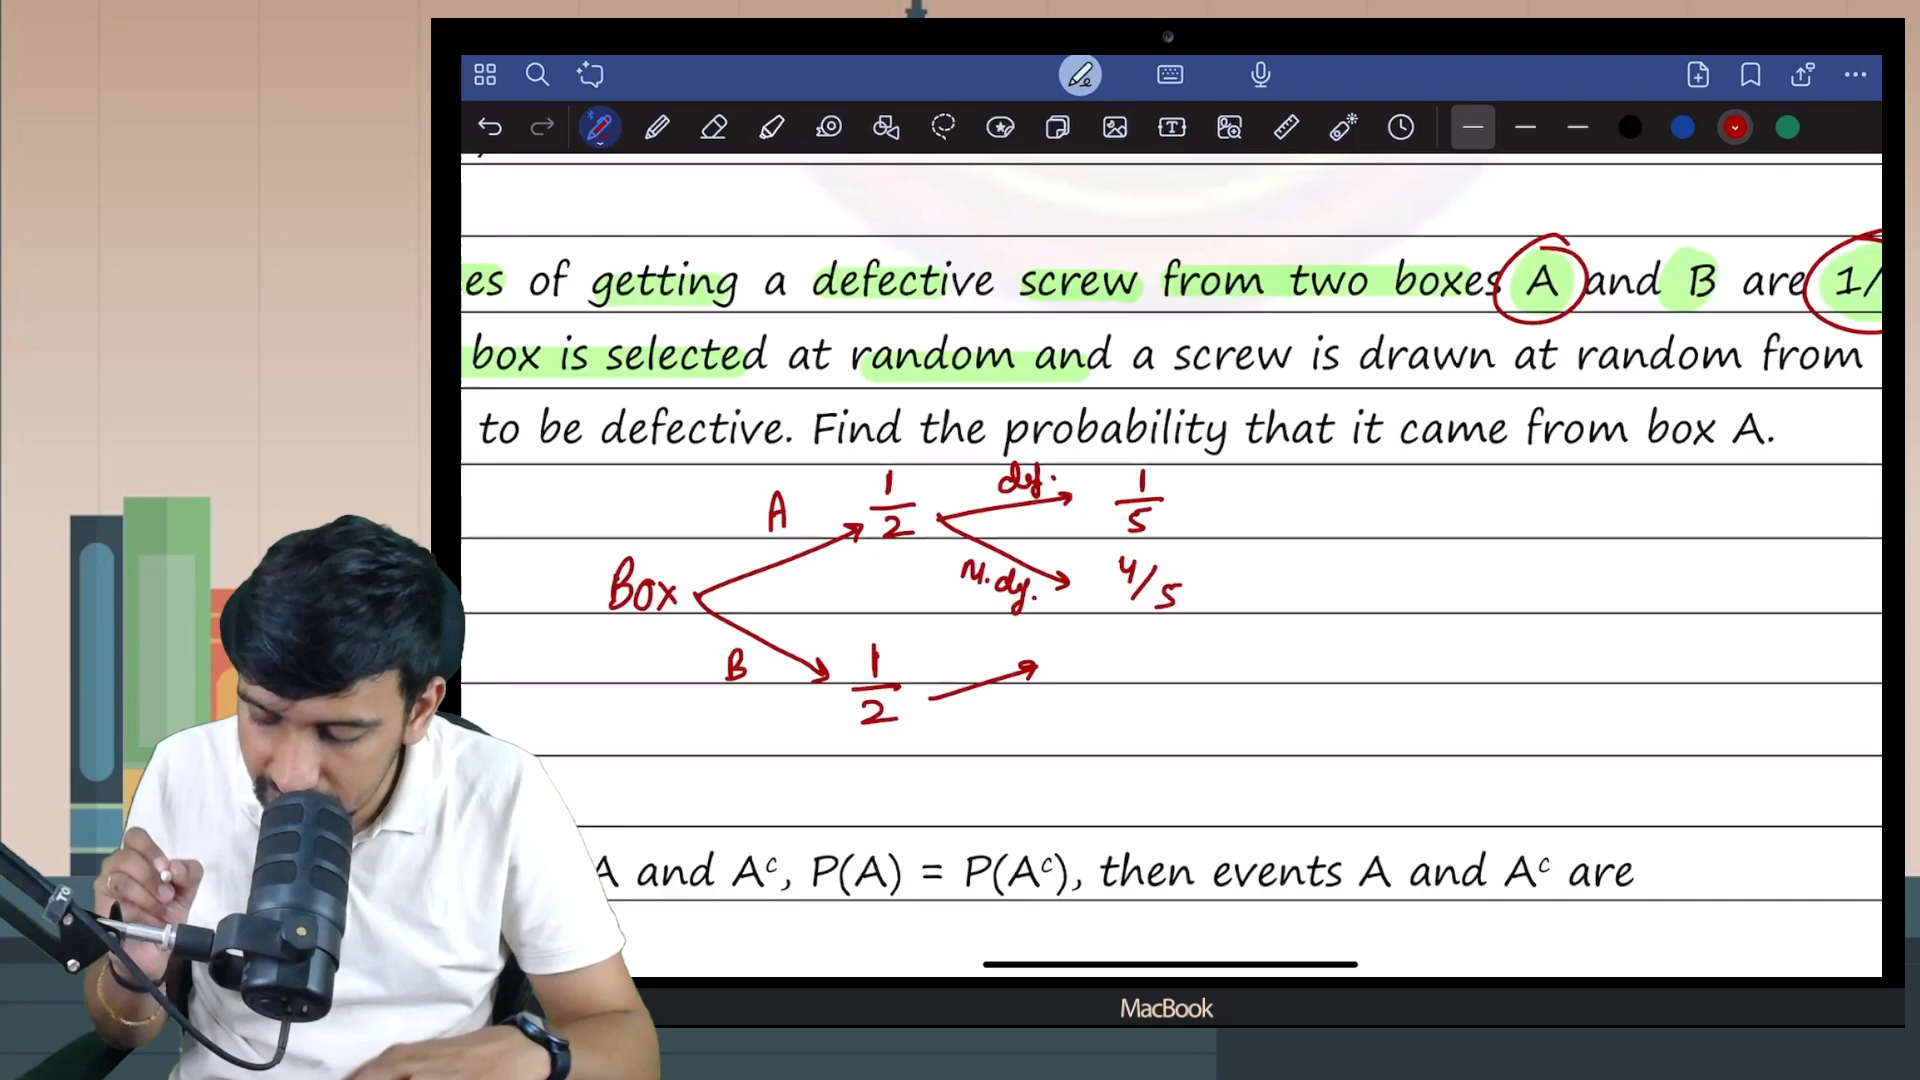 es of getting a defective screw from two boxes A and B are 1/
box is selected at random and a screw is drawn at random from
to be defective. Find the probability that it came from box A.
A 1/2 def. 1/5
Box N.def. 4/5
B 1/2
A and Aᶜ, P(A) = P(Aᶜ), then events A and Aᶜ are
MacBook